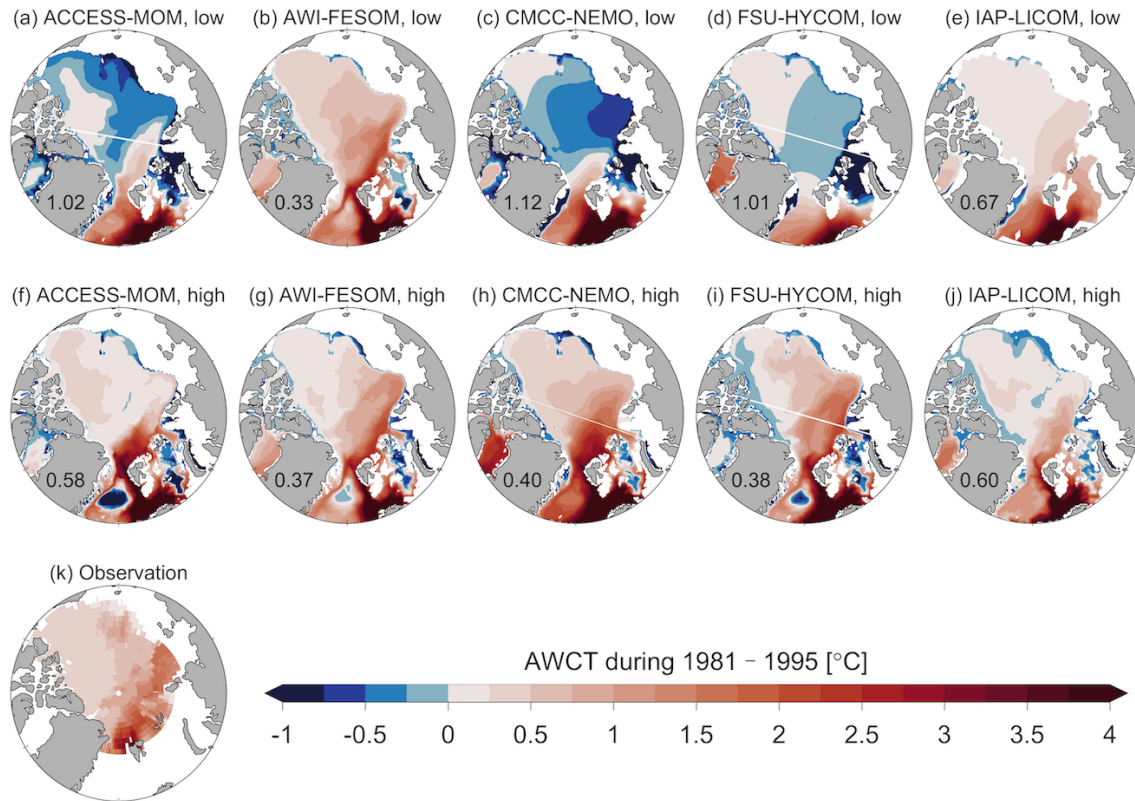 (a) ACCESS-MOM, low
(b) AWI-FESOM, low
(c) CMCC-NEMO, low
(d) FSU-HYCOM, low
(e) IAP-LICOM, low
1.02
0.33
1.12
1.01
0.67
(f) ACCESS-MOM, high
(g) AWI-FESOM, high
(h) CMCC-NEMO, high
(i) FSU-HYCOM, high
(j) IAP-LICOM, high
0.58
0.37
0.40
0.38
0.60
(k) Observation
AWCT during 1981 – 1995 [°C]
-1 -0.5 0 0.5 1 1.5 2 2.5 3 3.5 4